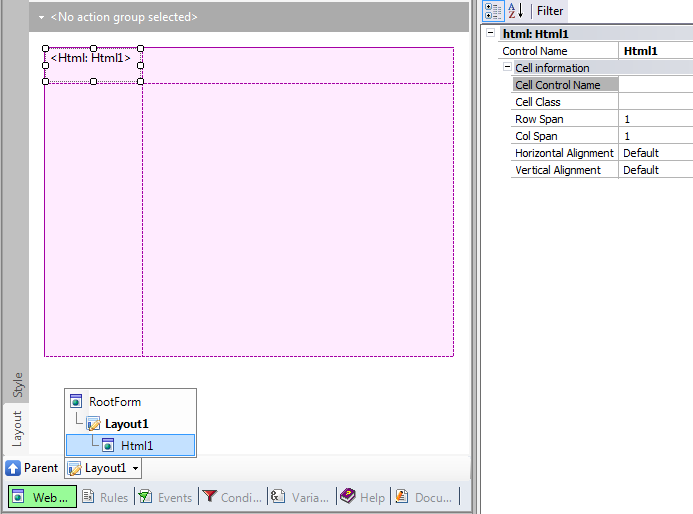 <No action group selected>
<Html: Html1>
Style
Layout
RootForm
Layout1
Html1
Parent
Layout1
Web ...
Rules
Events
Condi...
Varia...
Help
Docu...
A
Z
Filter
html: Html1
Control Name Html1
Cell information
Cell Control Name
Cell Class
Row Span 1
Col Span 1
Horizontal Alignment Default
Vertical Alignment Default